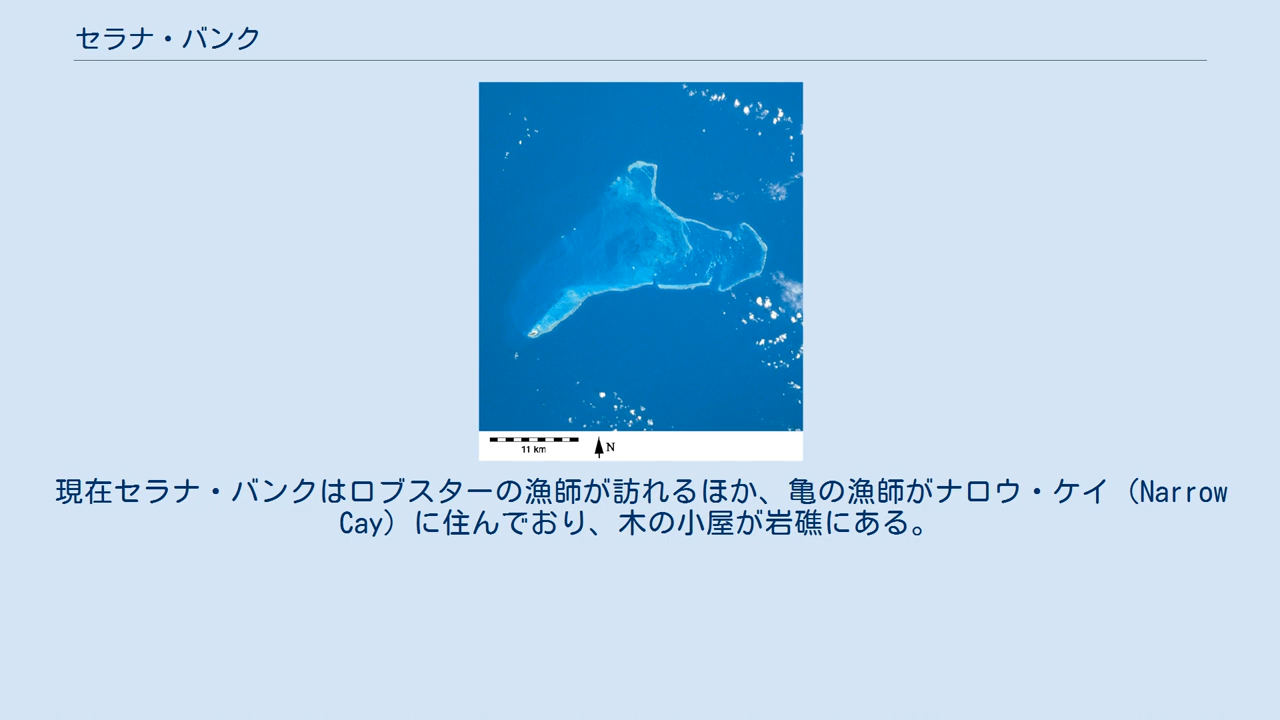 セラナ・バンク
11 km
N
現在セラナ・バンクはロブスターの漁師が訪れるほか、亀の漁師がナロウ・ケイ（Narrow
Cay）に住んでおり、木の小屋が岩礁にある。